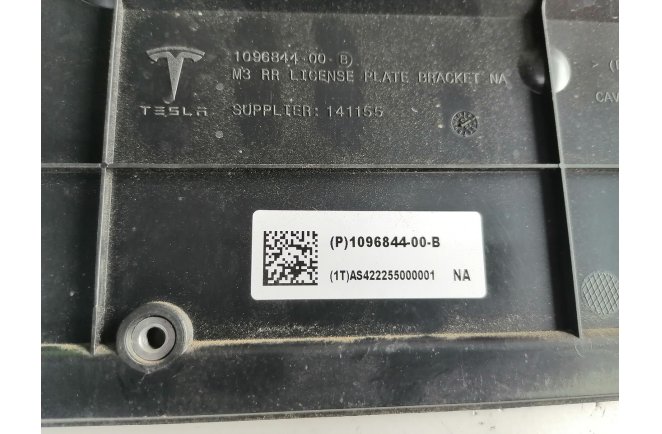 1096844-00-B)
M3 RR LICENSE PLATE BRACKET NA
TESLA
SUPPLIER: 141155
> (
CAV
(P)1096844-00-B
(1T)AS422255000001 NA